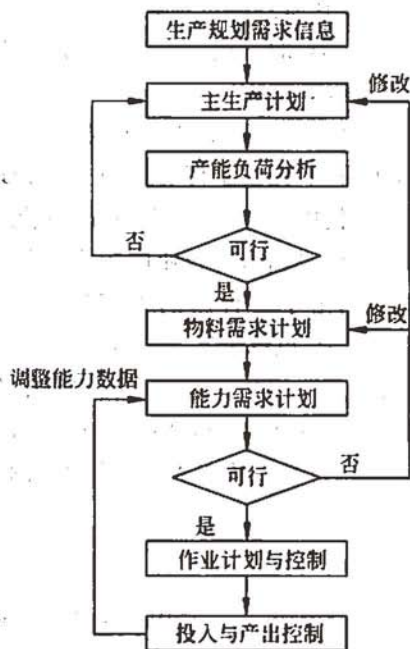 生产规划需求信息
修改
主生产计划
产能负荷分析
否
可行
是
物料需求计划
修改
调整能力数据
能力需求计划
可行
否
是
作业计划与控制
投入与产出控制